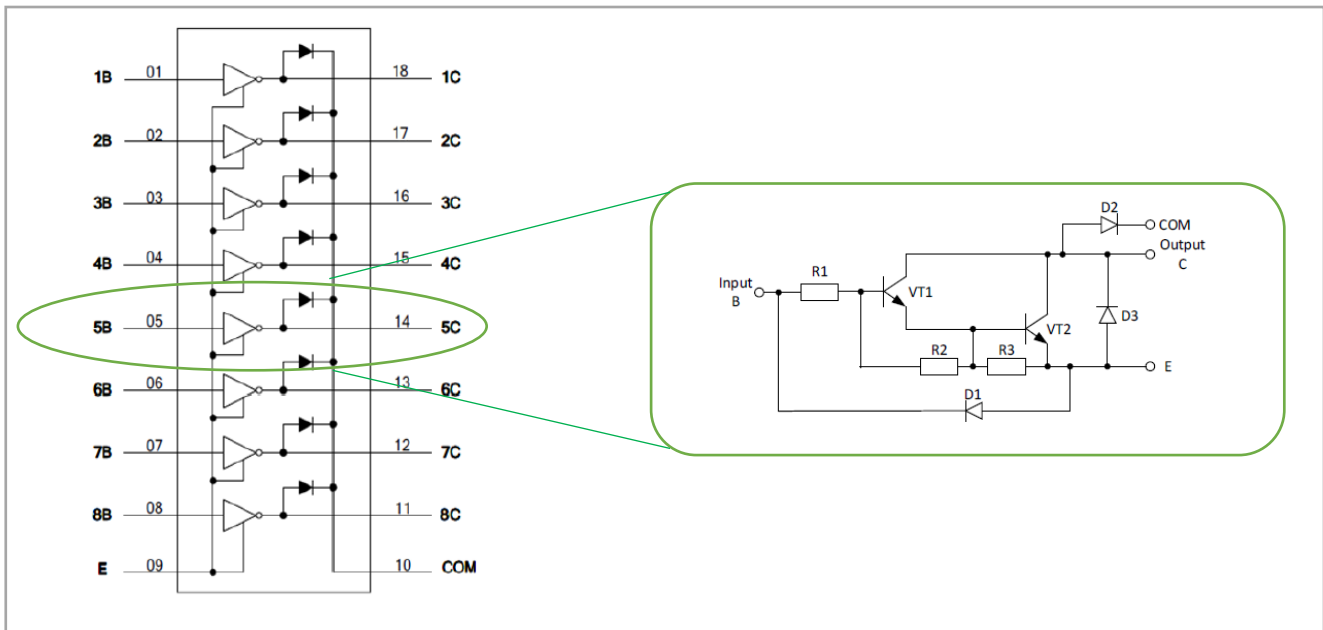 1B 01 18 1C
2B 02 17 2C
3B 03 16 3C
4B 04 15 4C
5B 05 14 5C
6B 06 13 6C
7B 07 12 7C
8B 08 11 8C
E 09 10 COM
D2
COM
Output
C
R1
Input
B
VT1
VT2
D3
R2 R3
E
D1